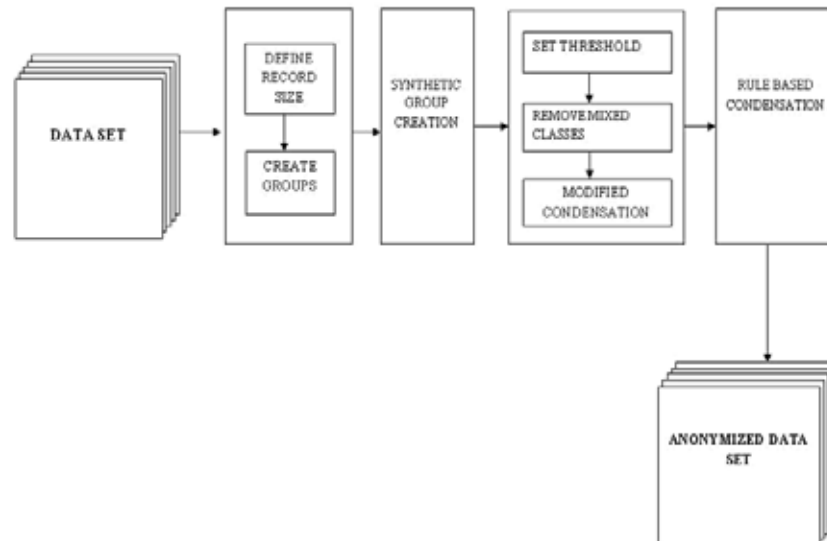 DATA SET
DEFINE
RECORD
SIZE
CREATE
GROUPS
SYNTHETIC
GROUP
CREATION
SET THRESHOLD
REMOVE MIXED
CLASSES
MODIFIED
CONDENSATION
RULE BASED
CONDENSATION
ANONYMIZED DATA
SET